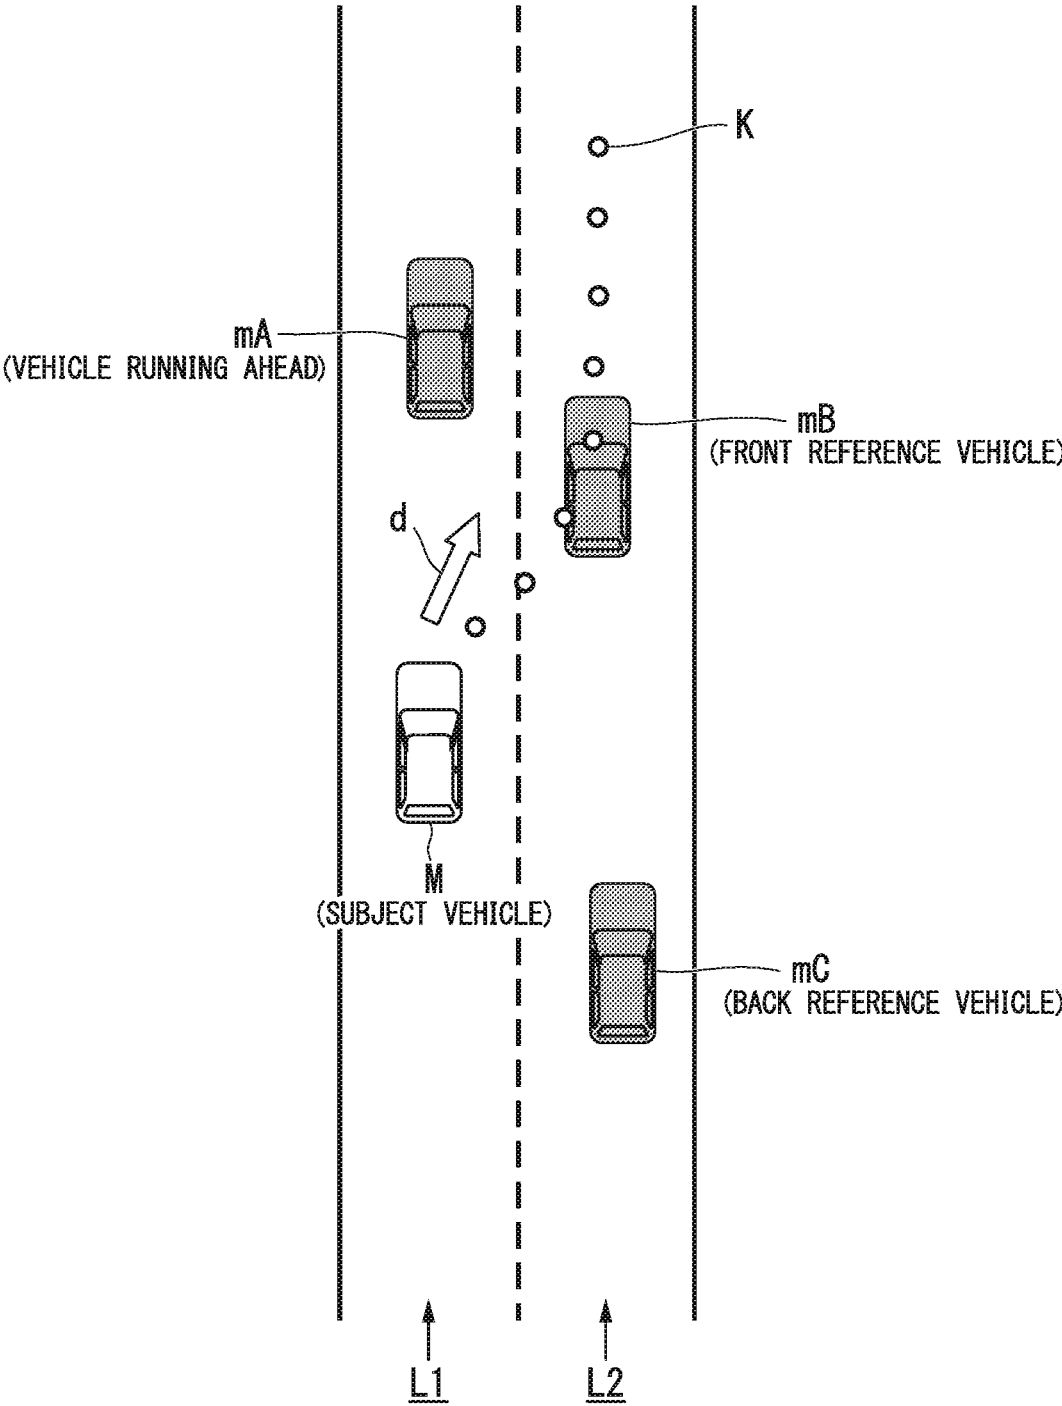 K
mA
(VEHICLE RUNNING AHEAD)
mB
(FRONT REFERENCE VEHICLE)
d
M
(SUBJECT VEHICLE)
mC
(BACK REFERENCE VEHICLE)
L1
L2